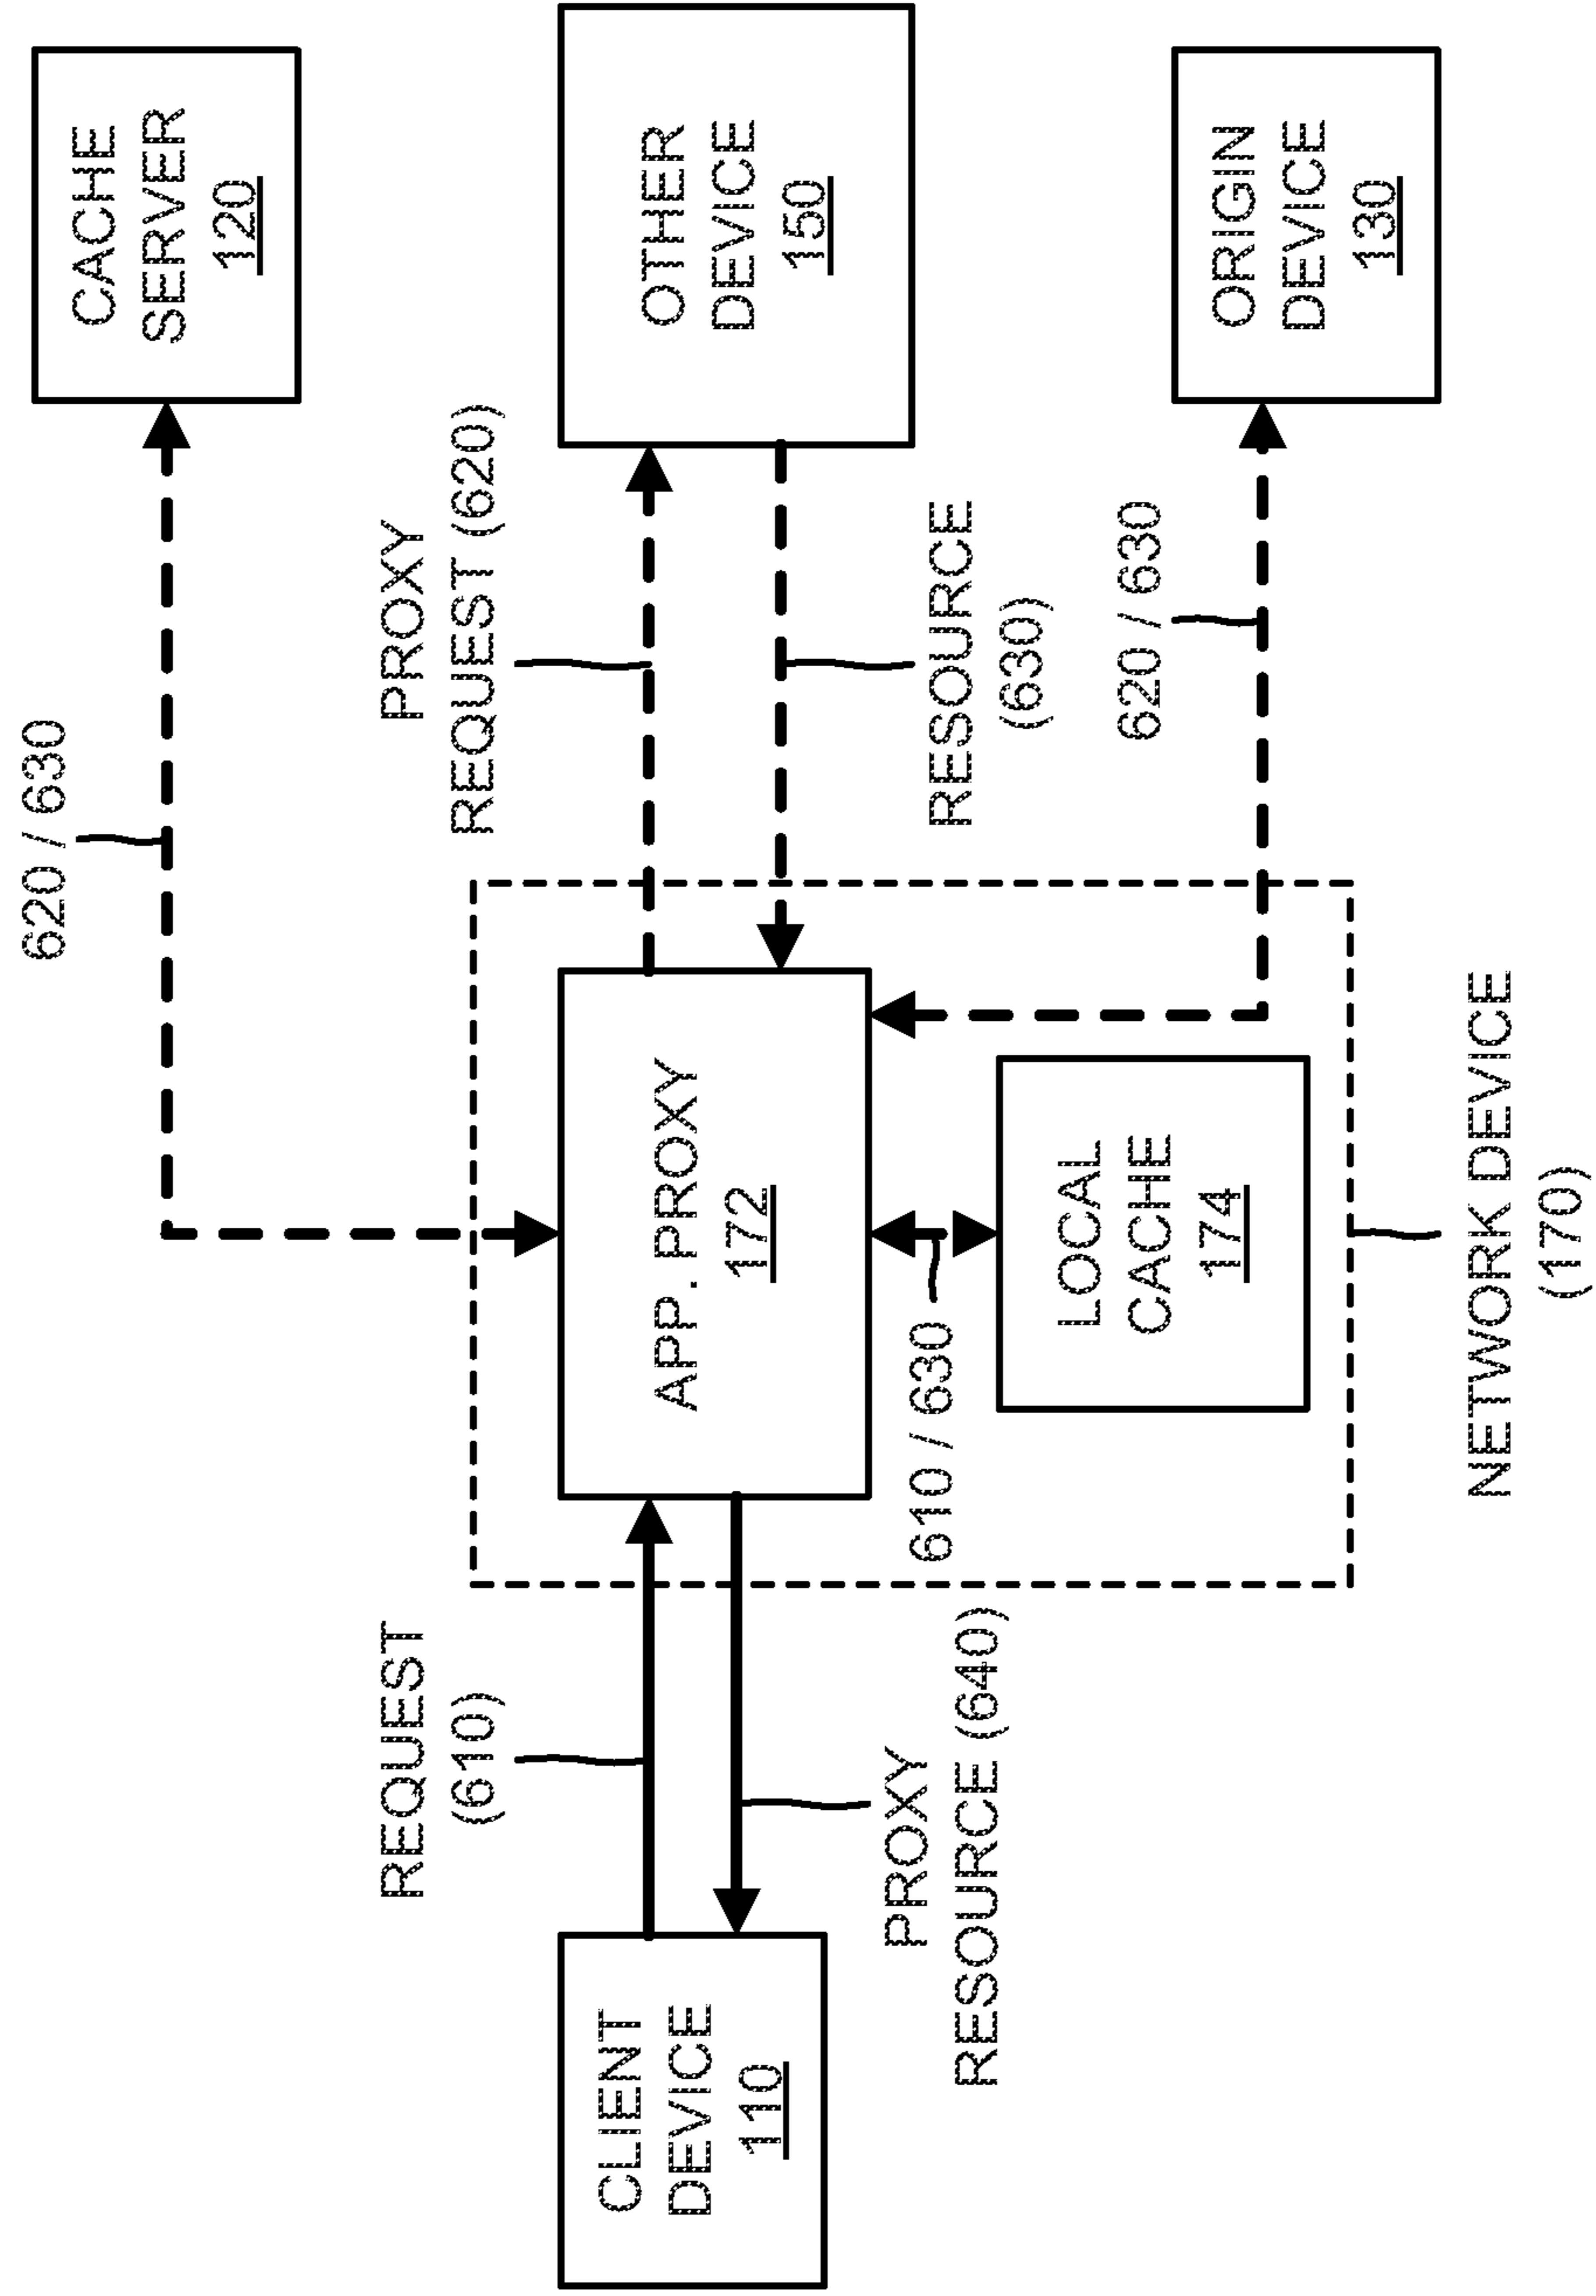 CACHE
SERVER
120
620 / 630
PROXY
REQUEST (620)
OTHER
DEVICE
150
REQUEST
(610)
CLIENT
DEVICE
110
APP. PROXY
172
RESOURCE
(630)
PROXY
RESOURCE (640)
610 / 630
LOCAL
CACHE
174
620 / 630
ORIGIN
DEVICE
130
NETWORK DEVICE
(170)